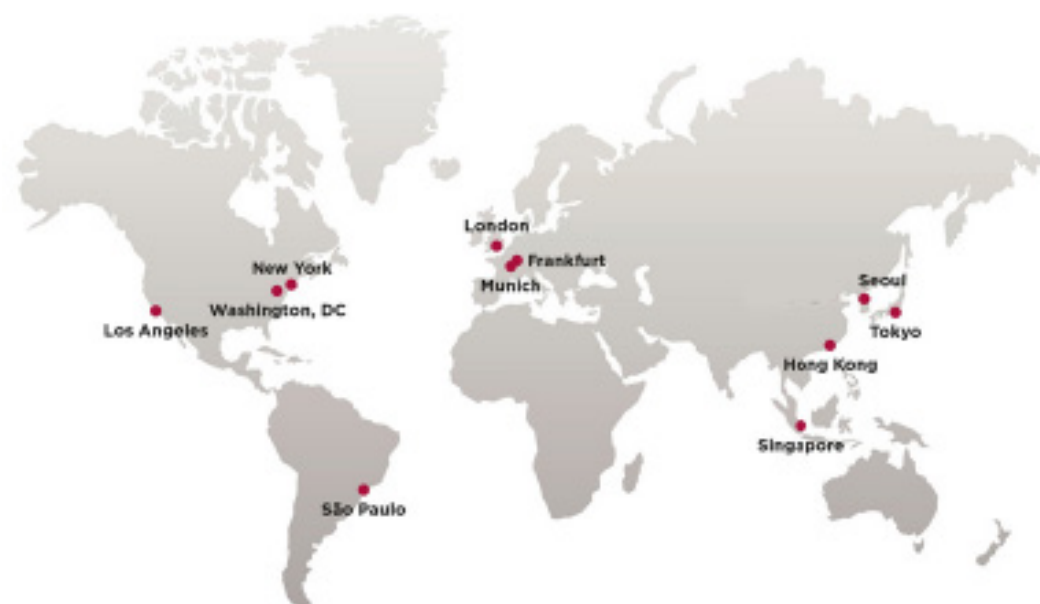 London
Frankfurt
New York
Munich
Seoul
Washington, DC
Los Angeles
Tokyo
Hong Kong
Singapore
São Paulo